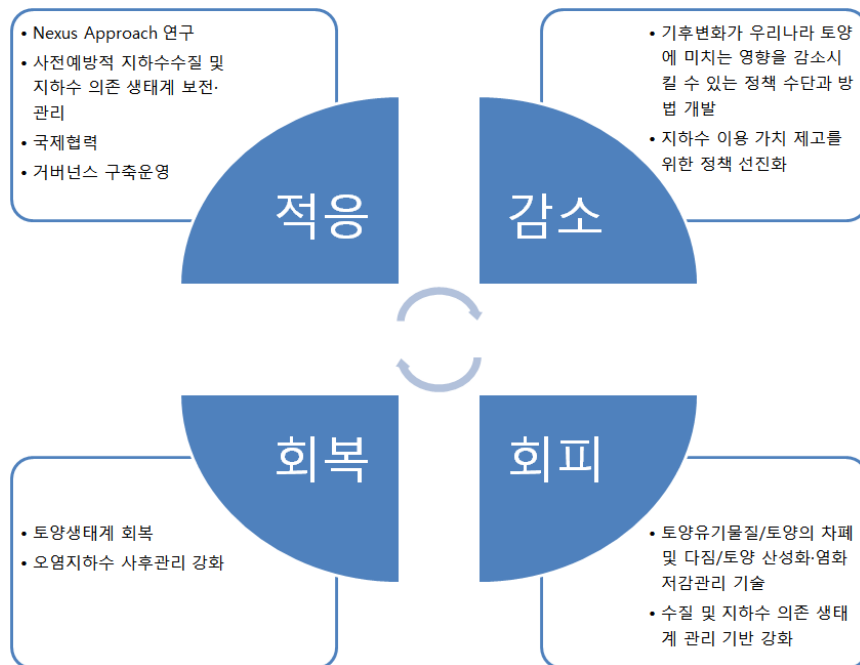 • Nexus Approach 연구
• 사전예방적 지하수수질 및
지하수 의존 생태계 보전·
관리
• 국제협력
• 거버넌스 구축운영
적응
• 기후변화가 우리나라 토양
에 미치는 영향을 감소시
킬 수 있는 정책 수단과 방
법 개발
• 지하수 이용 가치 제고를
위한 정책 선진화
감소
회복
• 토양생태계 회복
• 오염지하수 사후관리 강화
회피
• 토양유기물질/토양의 차폐
및 다짐/토양 산성화·염화
저감관리 기술
• 수질 및 지하수 의존 생태
계 관리 기반 강화